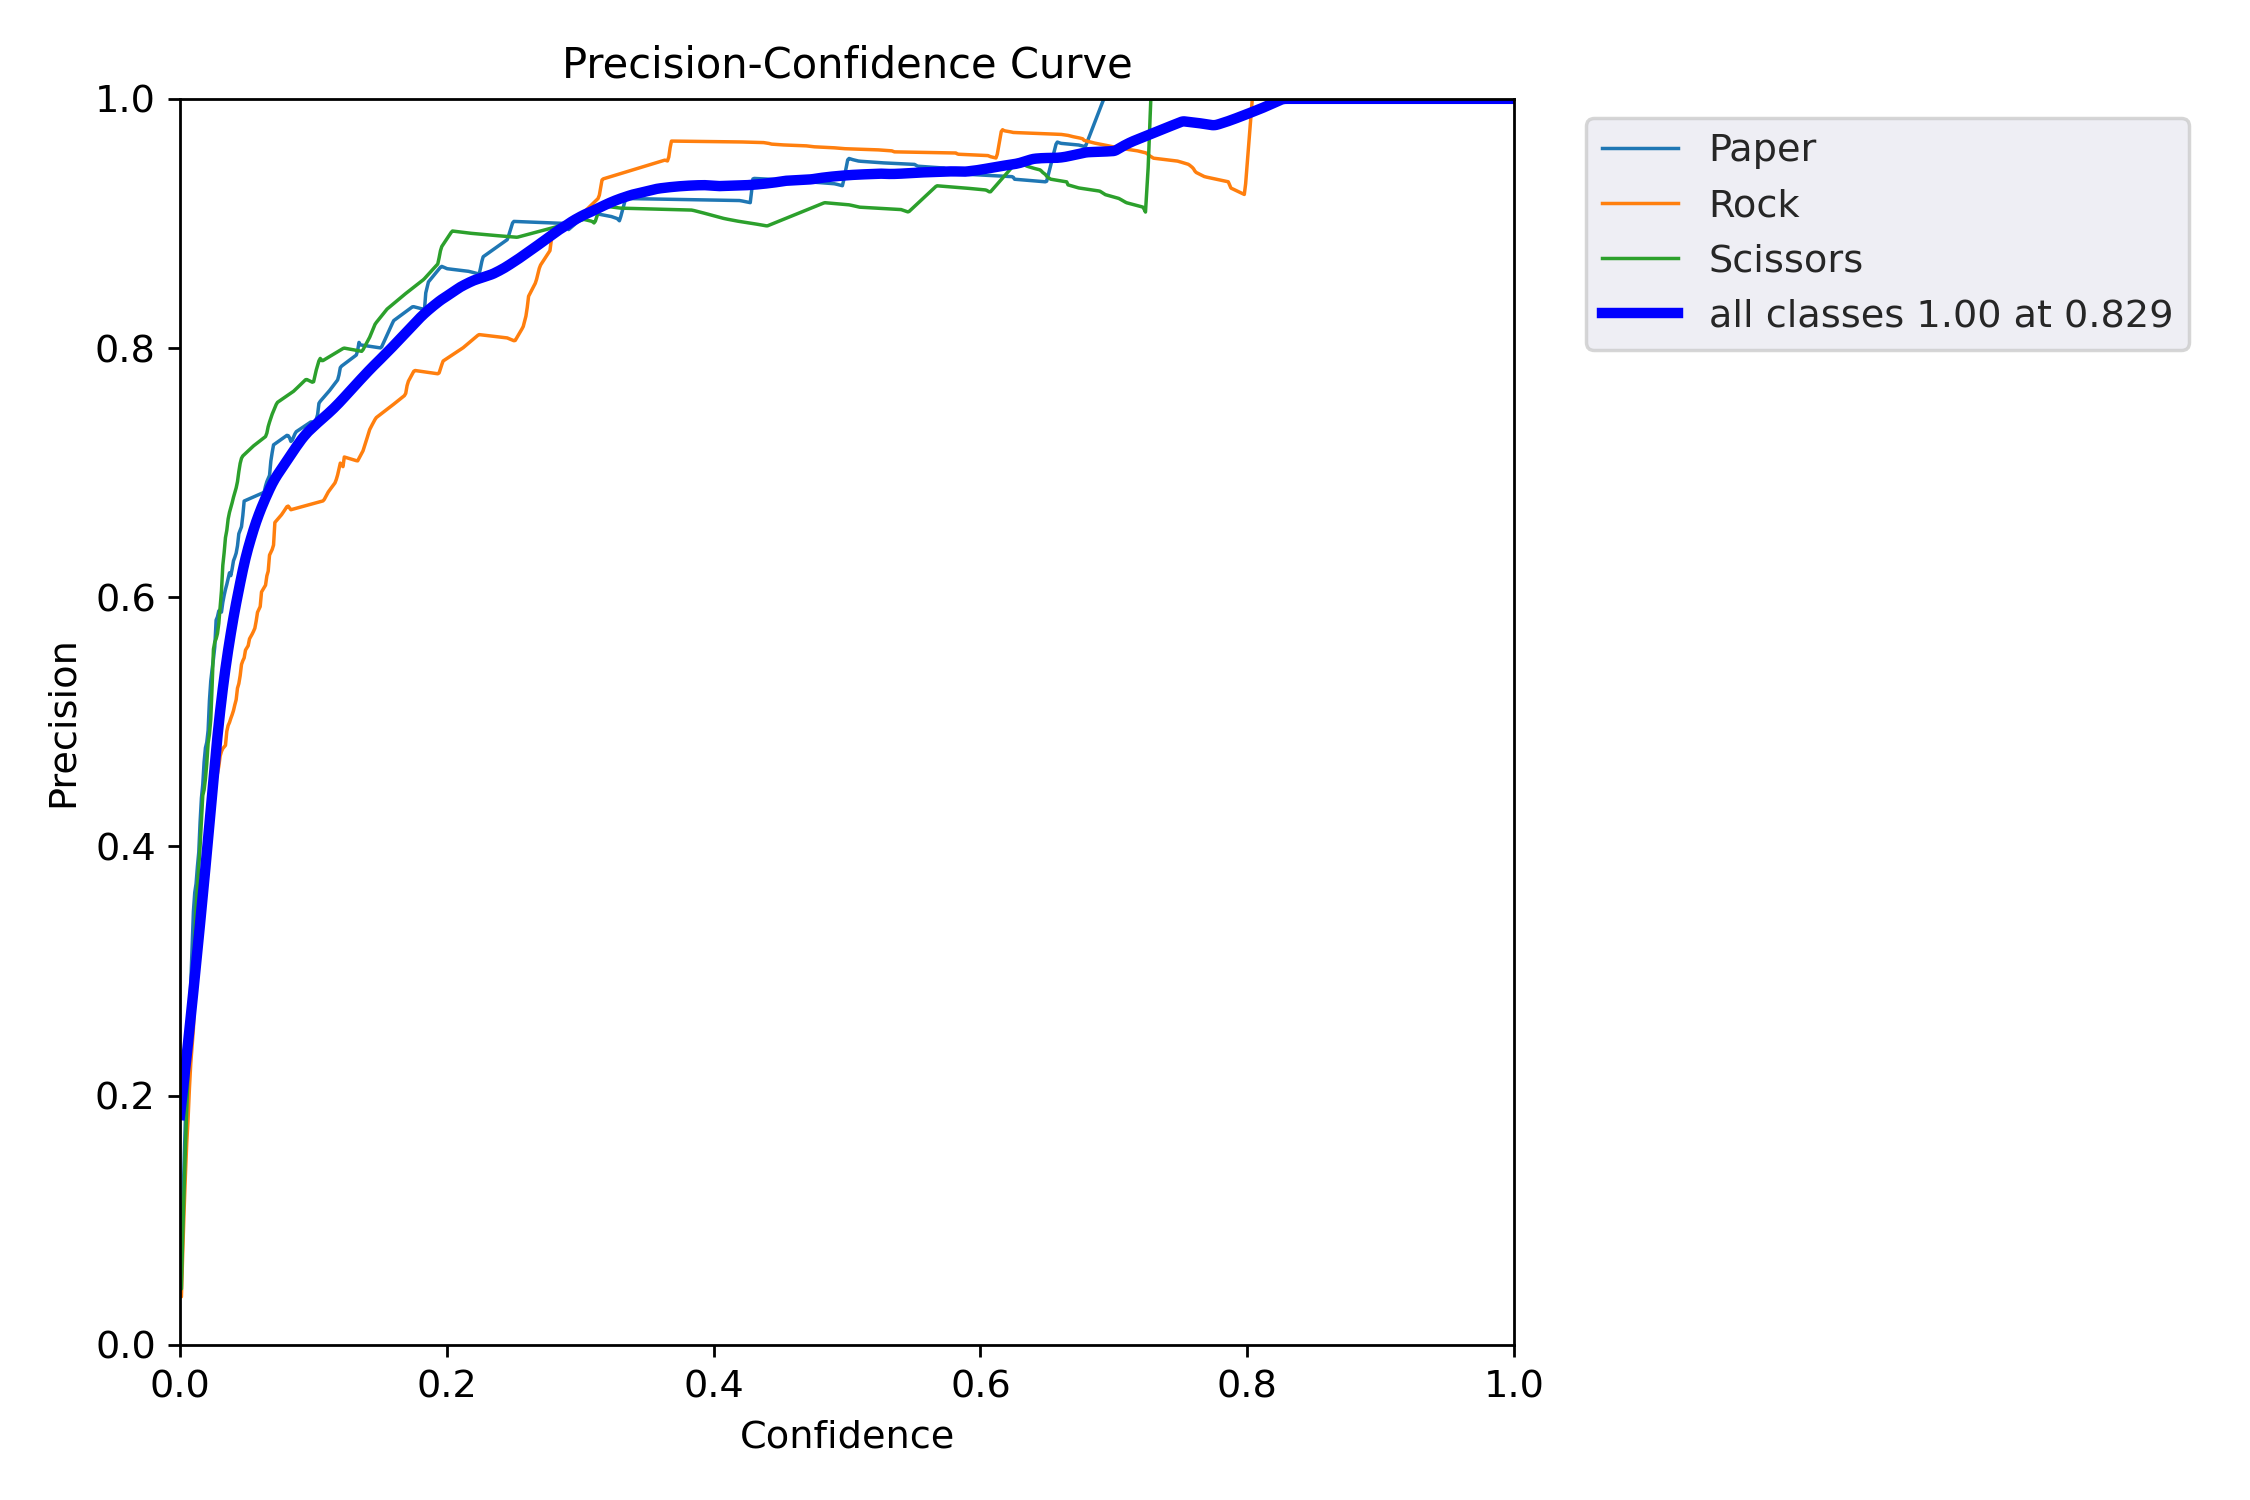 Precision-Confidence Curve
1.0
0.8
0.6
0.4
0.2
0.0
Precision
0.0 0.2 0.4 0.6 0.8 1.0
Confidence
Paper
Rock
Scissors
all classes 1.00 at 0.829